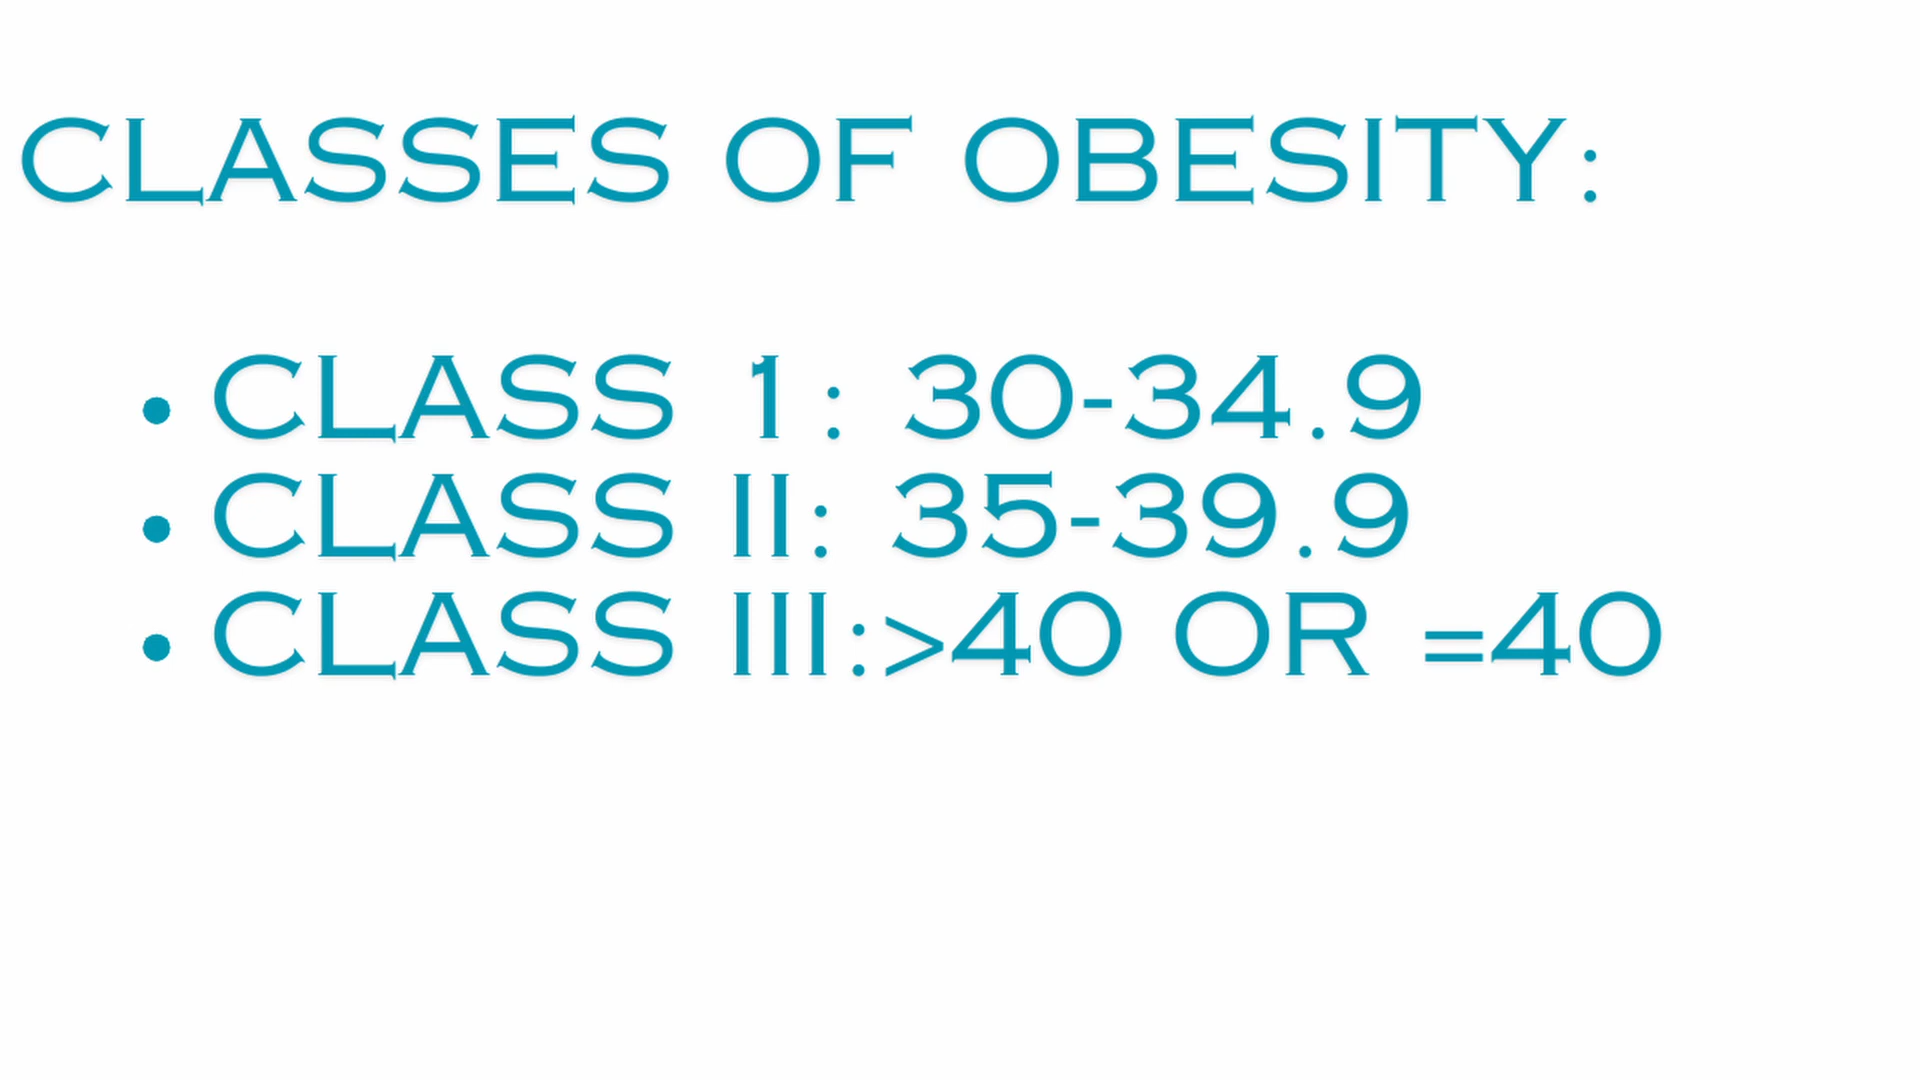 CLASSES OF OBESITY:
• CLASS 1: 30-34.9
• CLASS II: 35-39.9
• CLASS III:>40 OR =40